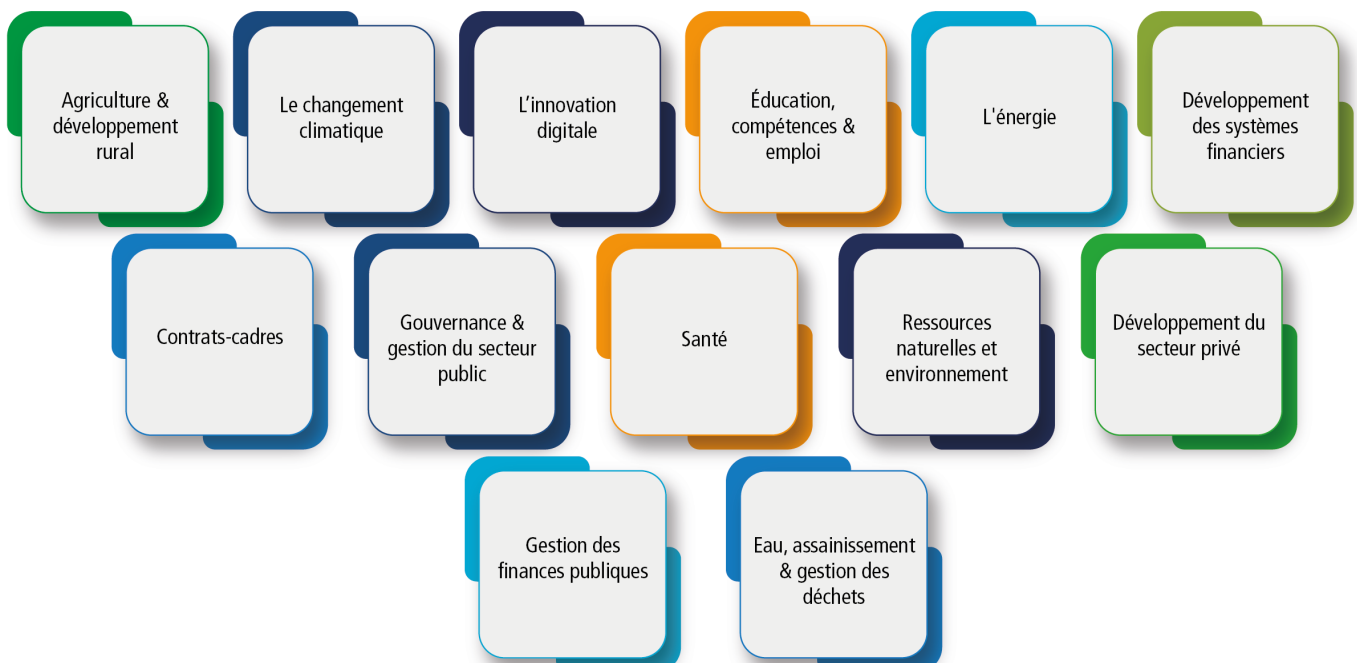 Agriculture &
développement
rural
Le changement
climatique
L’innovation
digitale
Éducation,
compétences &
emploi
L'énergie
Développement
des systèmes
financiers
Contrats-cadres
Gouvernance &
gestion du secteur
public
Santé
Ressources
naturelles et
environnement
Développement du
secteur privé
Gestion des
finances publiques
Eau, assainissement
& gestion des
déchets